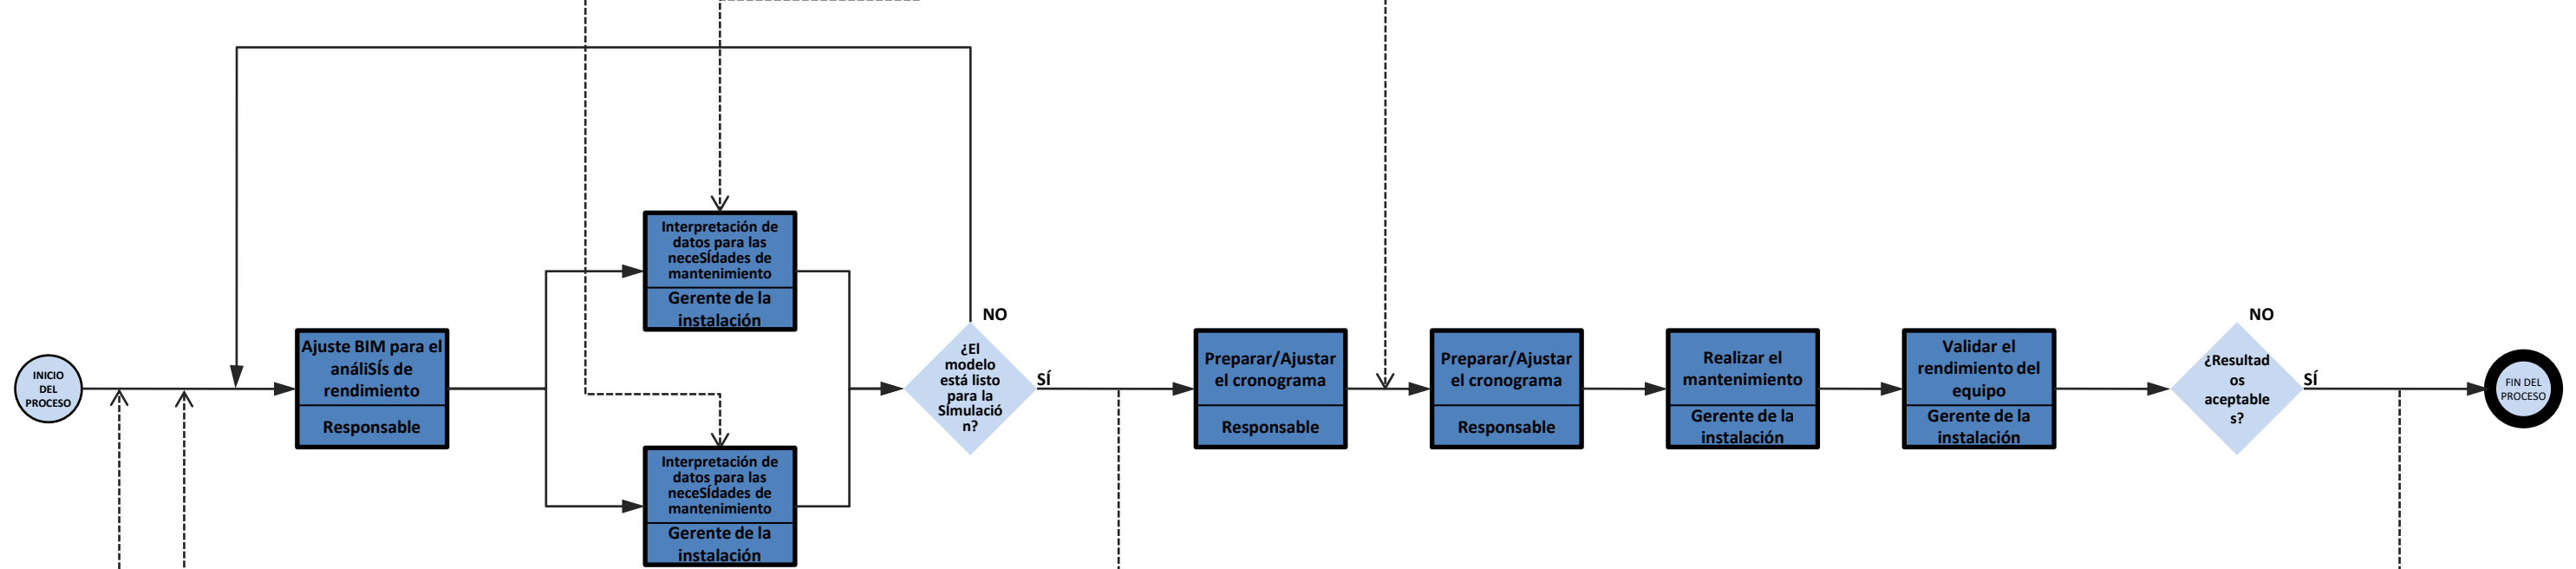 INICIO
DEL
PROCESO
Ajuste BIM para el
análiSÍs de
rendimiento
Responsable
Interpretación de
datos para las
neceSÍdades de
mantenimiento
Gerente de la
instalación
Interpretación de
datos para las
neceSÍdades de
mantenimiento
Gerente de la
instalación
NO
¿El
modelo
está listo
para la
SÍmulació
n?
SÍ
Preparar/Ajustar
el cronograma
Responsable
Preparar/Ajustar
el cronograma
Responsable
Realizar el
mantenimiento
Gerente de la
instalación
Validar el
rendimiento del
equipo
Gerente de la
instalación
NO
¿Resultad
os
aceptable
s?
SÍ
FIN DEL
PROCESO